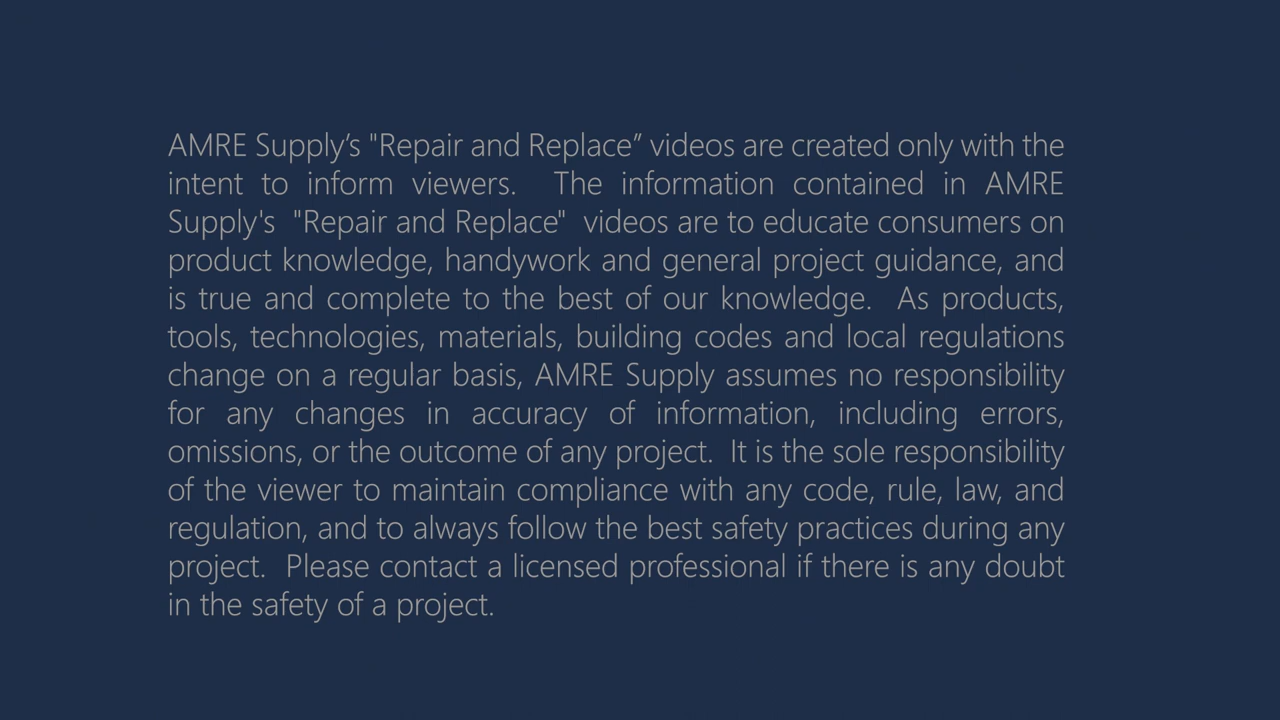 AMRE Supply’s "Repair and Replace” videos are created only with the
intent to inform viewers.  The information contained in AMRE
Supply's  "Repair and Replace"  videos are to educate consumers on
product knowledge, handywork and general project guidance, and
is true and complete to the best of our knowledge.  As products,
tools, technologies, materials, building codes and local regulations
change on a regular basis, AMRE Supply assumes no responsibility
for any changes in accuracy of information, including errors,
omissions, or the outcome of any project.  It is the sole responsibility
of the viewer to maintain compliance with any code, rule, law, and
regulation, and to always follow the best safety practices during any
project.  Please contact a licensed professional if there is any doubt
in the safety of a project.